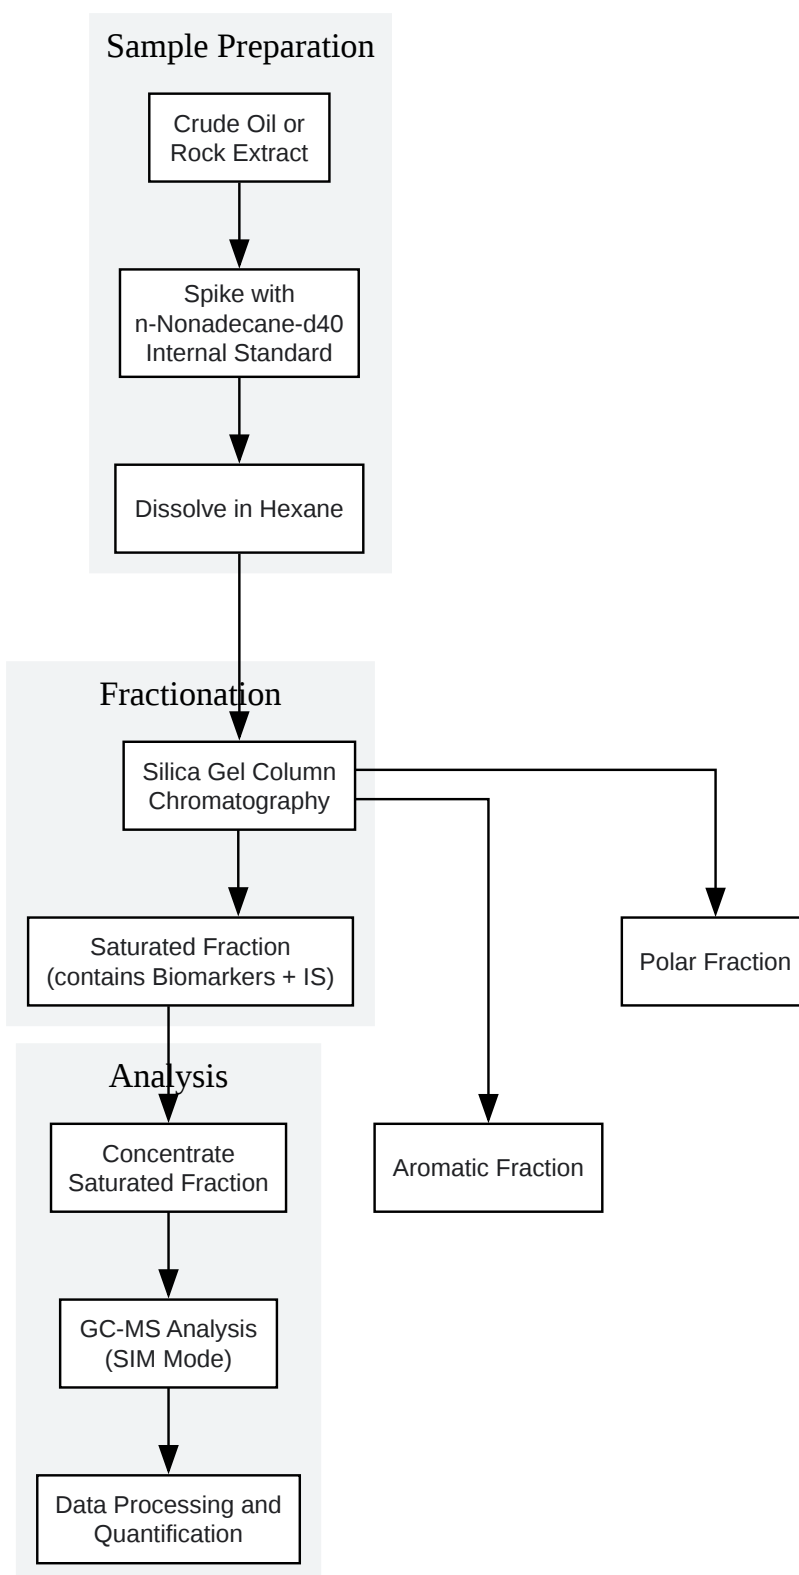 Sample Preparation
Crude Oil or
Rock Extract
Spike with
n-Nonadecane-d40
Internal Standard
Dissolve in Hexane
Fractionation
Silica Gel Column
Chromatography
Saturated Fraction
(contains Biomarkers + IS)
Polar Fraction
Analysis
Concentrate
Saturated Fraction
Aromatic Fraction
GC-MS Analysis
(SIM Mode)
Data Processing and
Quantification